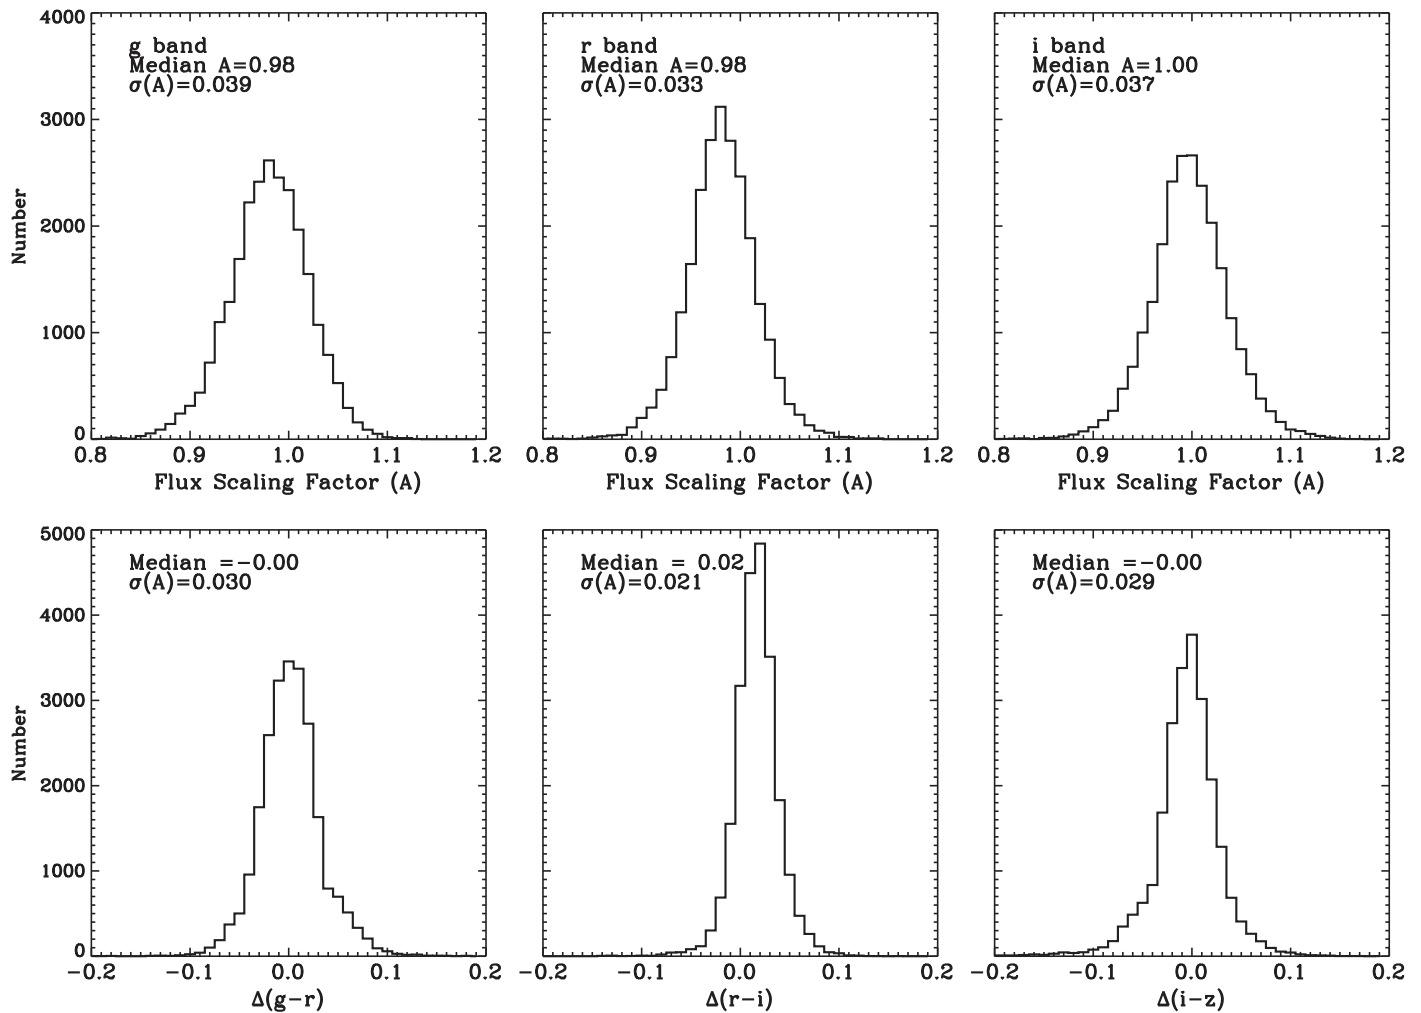 4000
3000
2000
1000
0
Number
g band
Median A=0.98
σ(A)=0.039
0.8 0.9 1.0 1.1 1.2
Flux Scaling Factor (A)
r band
Median A=0.98
σ(A)=0.033
0.8 0.9 1.0 1.1 1.2
Flux Scaling Factor (A)
i band
Median A=1.00
σ(A)=0.037
0.8 0.9 1.0 1.1 1.2
Flux Scaling Factor (A)
5000
4000
3000
2000
1000
0
Number
Median =-0.00
σ(A)=0.030
-0.2 -0.1 0.0 0.1 0.2
Δ(g-r)
Median = 0.02
σ(A)=0.021
-0.2 -0.1 0.0 0.1 0.2
Δ(r-i)
Median =-0.00
σ(A)=0.029
-0.2 -0.1 0.0 0.1 0.2
Δ(i-z)